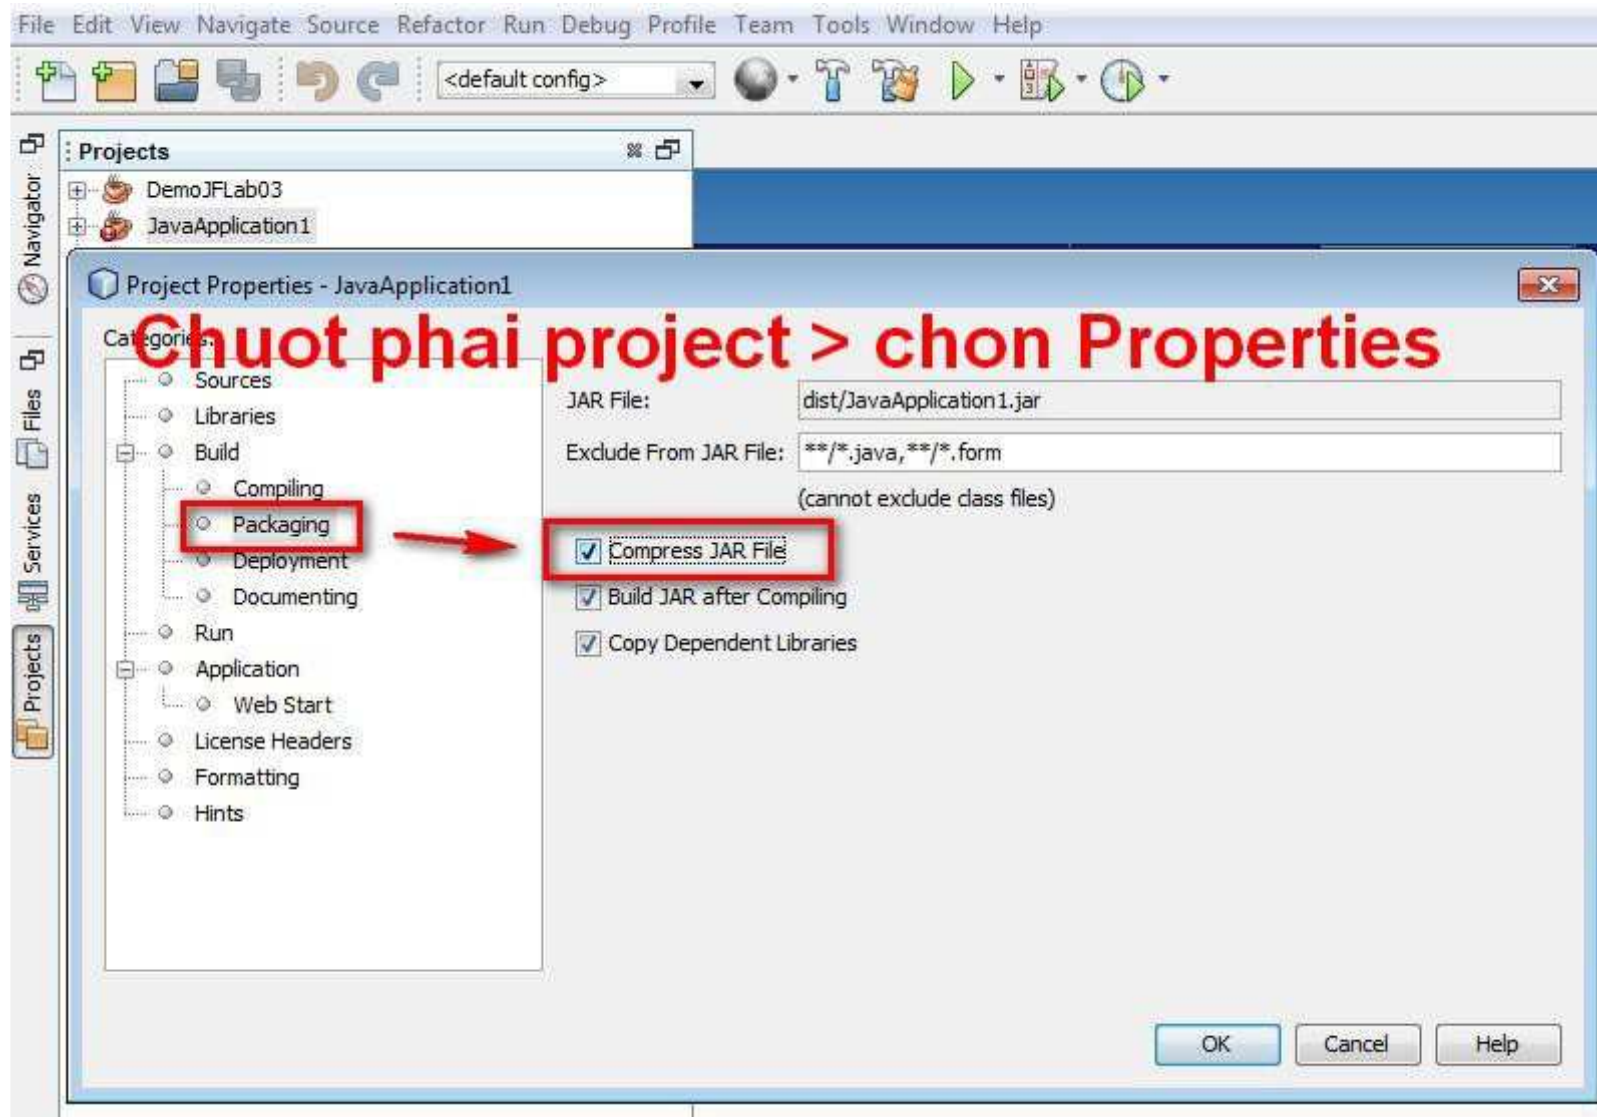 File Edit View Navigate Source Refactor Run Debug Profile Team Tools Window Help
<default config>
Projects
Navigator
DemoJFLab03
JavaApplication1
Project Properties - JavaApplication1
Chuot phai project > chon Properties
Categories:
Sources
Libraries
Build
Compiling
Packaging
Deployment
Documenting
Run
Application
Web Start
License Headers
Formatting
Hints
JAR File: dist/JavaApplication1.jar
Exclude From JAR File: **/*.java,**/*.form
(cannot exclude class files)
Compress JAR File
Build JAR after Compiling
Copy Dependent Libraries
Files
Services
Projects
OK Cancel Help